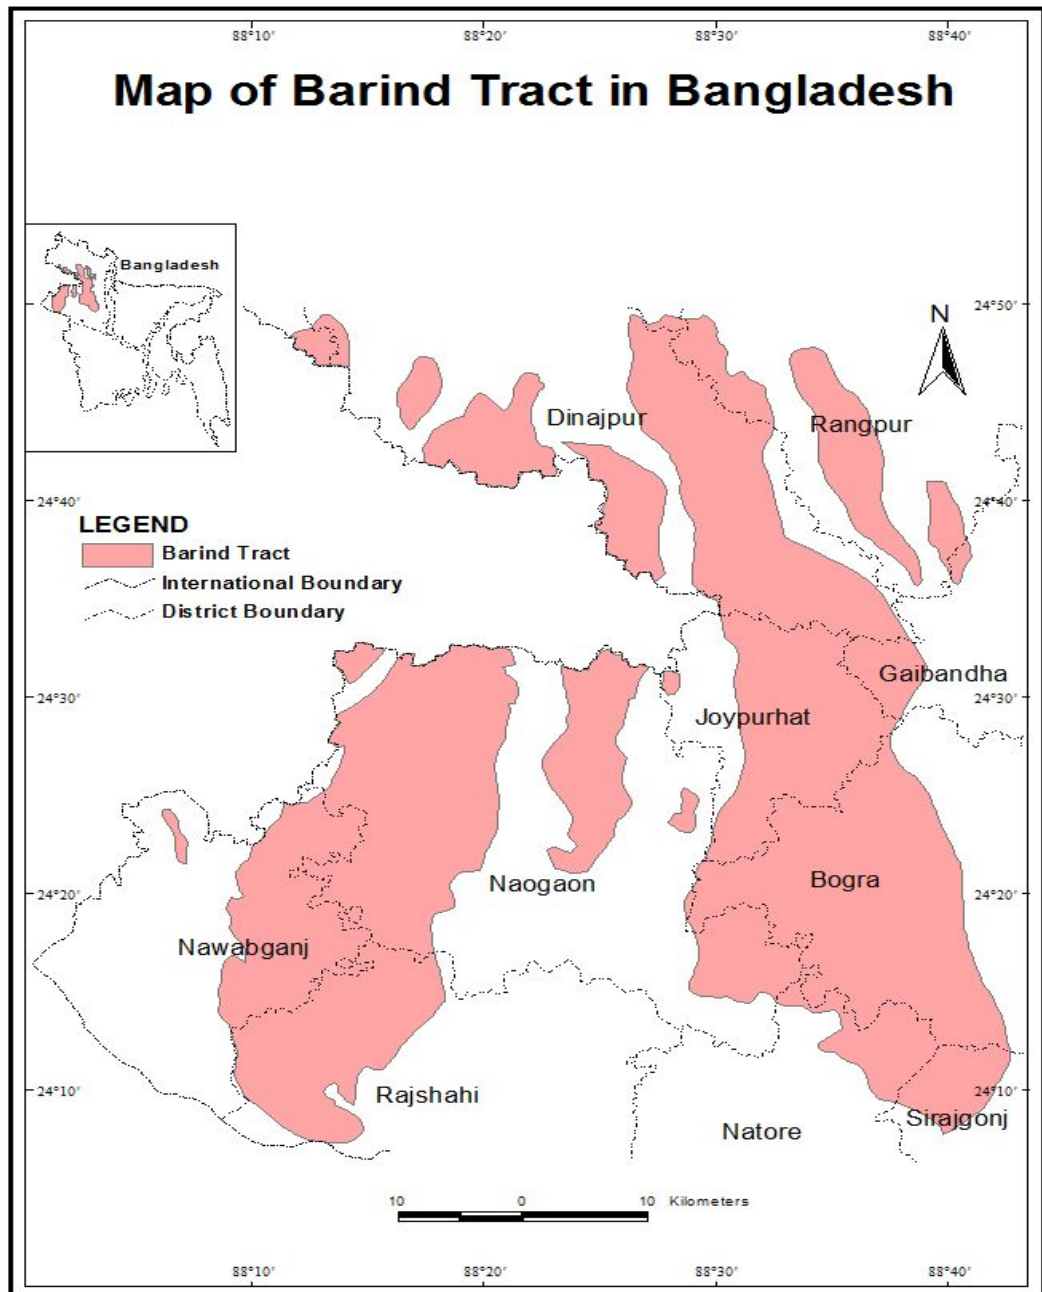 88°10′ 88°20′ 88°30′ 88°40′
Map of Barind Tract in Bangladesh
Bangladesh
24°50′
N
Dinajpur
Rangpur
24°40′ 24°40′
LEGEND
Barind Tract
International Boundary
District Boundary
Gaibandha
24°30′ 24°30′
Joypurhat
24°20′ 24°20′
Naogaon
Bogra
Nawabganj
24°10′ 24°10′
Rajshahi
Sirajgonj
Natore
10 0 10 Kilometers
88°10′ 88°20′ 88°30′ 88°40′